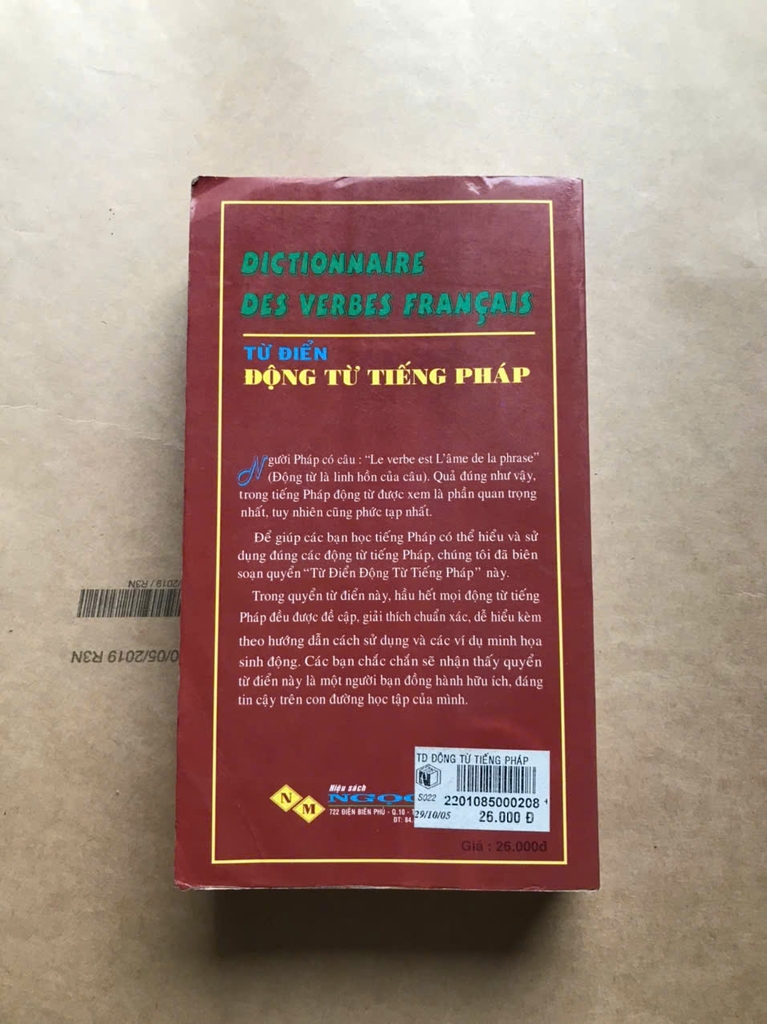 DICTIONNAIRE
DES VERBES FRANÇAIS
TỪ ĐIỂN
ĐỘNG TỪ TIẾNG PHÁP
Người Pháp có câu : “Le verbe est L’âme de la phrase”
(Động từ là linh hồn của câu). Quả đúng như vậy,
trong tiếng Pháp động từ được xem là phần quan trọng
nhất, tuy nhiên cũng phức tạp nhất.
Để giúp các bạn học tiếng Pháp có thể hiểu và sử
dụng đúng các động từ tiếng Pháp, chúng tôi đã biên
soạn quyển “Từ Điển Động Từ Tiếng Pháp” này.
Trong quyển từ điển này, hầu hết mọi động từ tiếng
Pháp đều được đề cập, giải thích chuẩn xác, dễ hiểu kèm
theo hướng dẫn cách sử dụng và các ví dụ minh họa
sinh động. Các bạn chắc chắn sẽ nhận thấy quyển
từ điển này là một người bạn đồng hành hữu ích, đáng
tin cậy trên con đường học tập của mình.
N M
Hiệu sách
NGỌC
722 ĐIỆN BIÊN PHỦ - Q.10 -
ĐT: 84.
TD ĐỘNG TỪ TIẾNG PHÁP
S022 2201085000208
29/10/05 26.000 Đ
Giá : 26.000đ
/2019 / R3N
0/05/2019 R3N